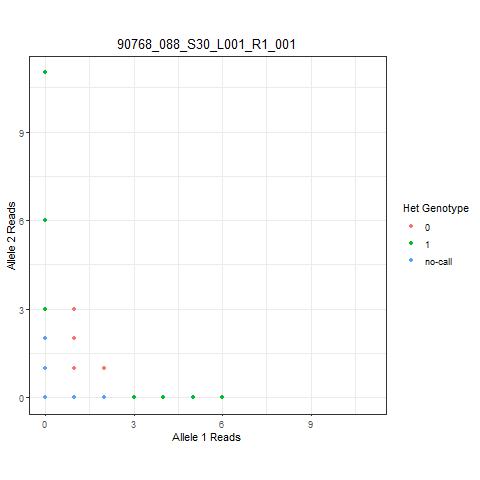 90768_088_S30_L001_R1_001
9
6
3
0
0
3
6
9
Allele 2 Reads
Allele 1 Reads
Het Genotype
0
1
no-call